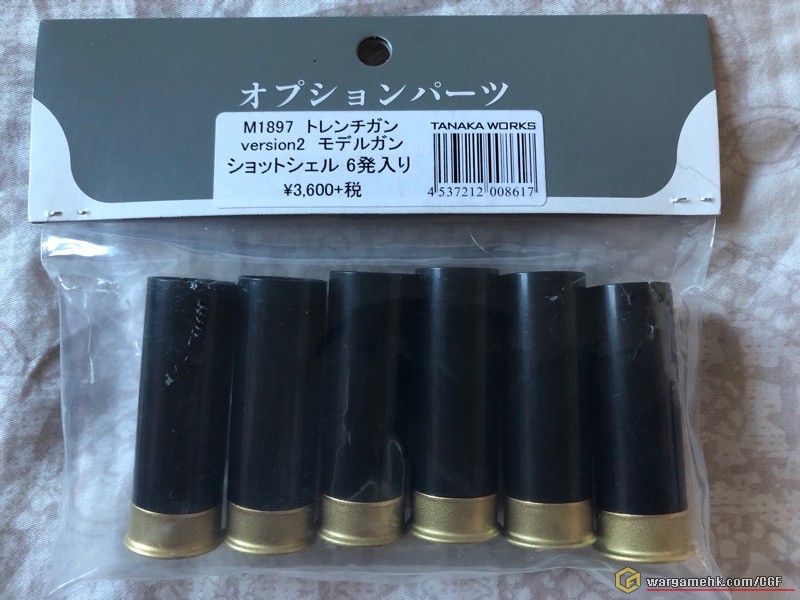 オプションパーツ
M1897 トレンチガン
version2 モデルガン
ショットシェル 6発入り
¥3,600+税
TANAKA WORKS
4 537212 008617
wargamehk.com/CGF